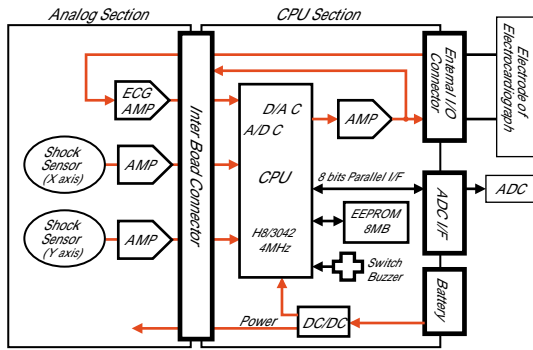 Analog Section
CPU Section
ECG
AMP
Shock
Sensor
(X axis)
AMP
Shock
Sensor
(Y axis)
AMP
Inter Boad Connector
D/A C
A/D C
CPU
H8/3042
4MHz
AMP
8 bits Parallel I/F
EEPROM
8MB
Switch
Buzzer
Power
DC/DC
Entenal I/O
Connector
ADC I/F
Battery
Electrode of
Electrocardiograph
ADC